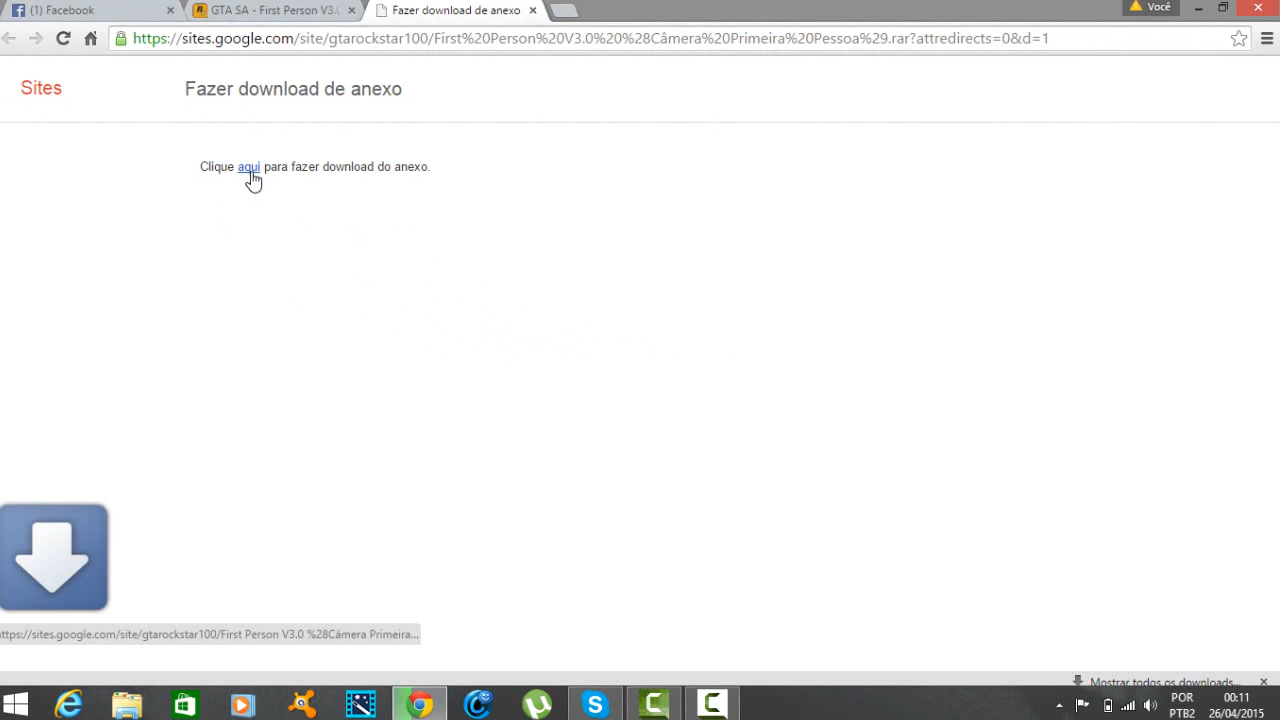 (1) Facebook
GTA SA - First Person V3.0
Fazer download de anexo
Você
https://sites.google.com/site/gtarockstar100/First%20Person%20V3.0%20%28Câmera%20Primeira%20Pessoa%29.rar?attredirects=0&d=1
Sites
Fazer download de anexo
Clique aqui para fazer download do anexo.
https://sites.google.com/site/gtarockstar100/First Person V3.0 %28Câmera Primeira...
Mostrar todos os downloads...
POR
00:11
PTB2
26/04/2015